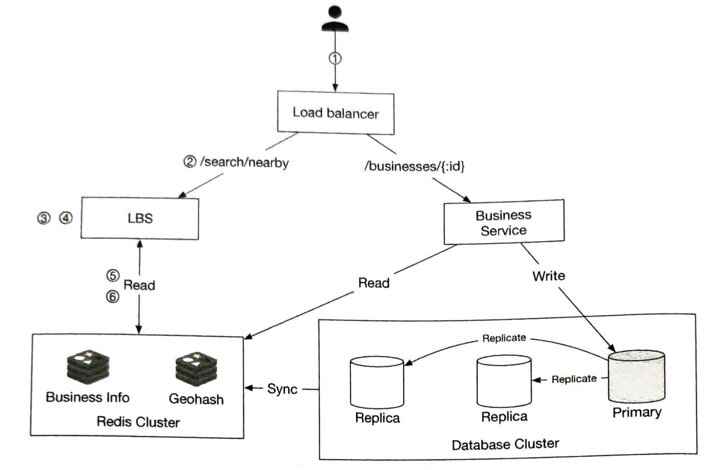 ①
Load balancer
② /search/nearby
/businesses/{:id}
③ ④
LBS
Business
Service
⑤
Read
⑥
Read
Write
Business Info
Geohash
Redis Cluster
Sync
Replicate
Replicate
Replica
Replica
Primary
Database Cluster